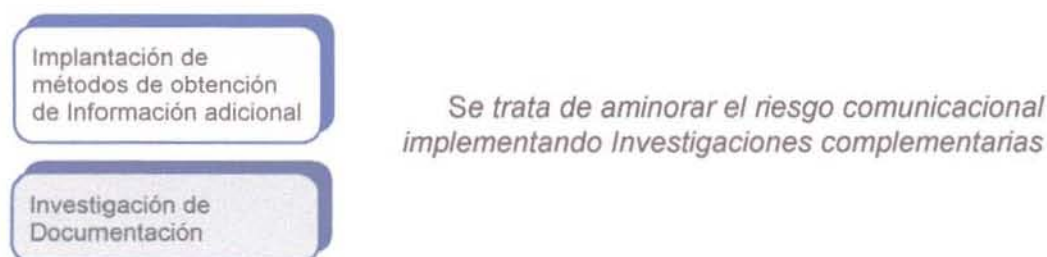 Implantación de
métodos de obtención
de Información adicional
Se trata de aminorar el riesgo comunicacional
implementando Investigaciones complementarias
Investigación de
Documentación